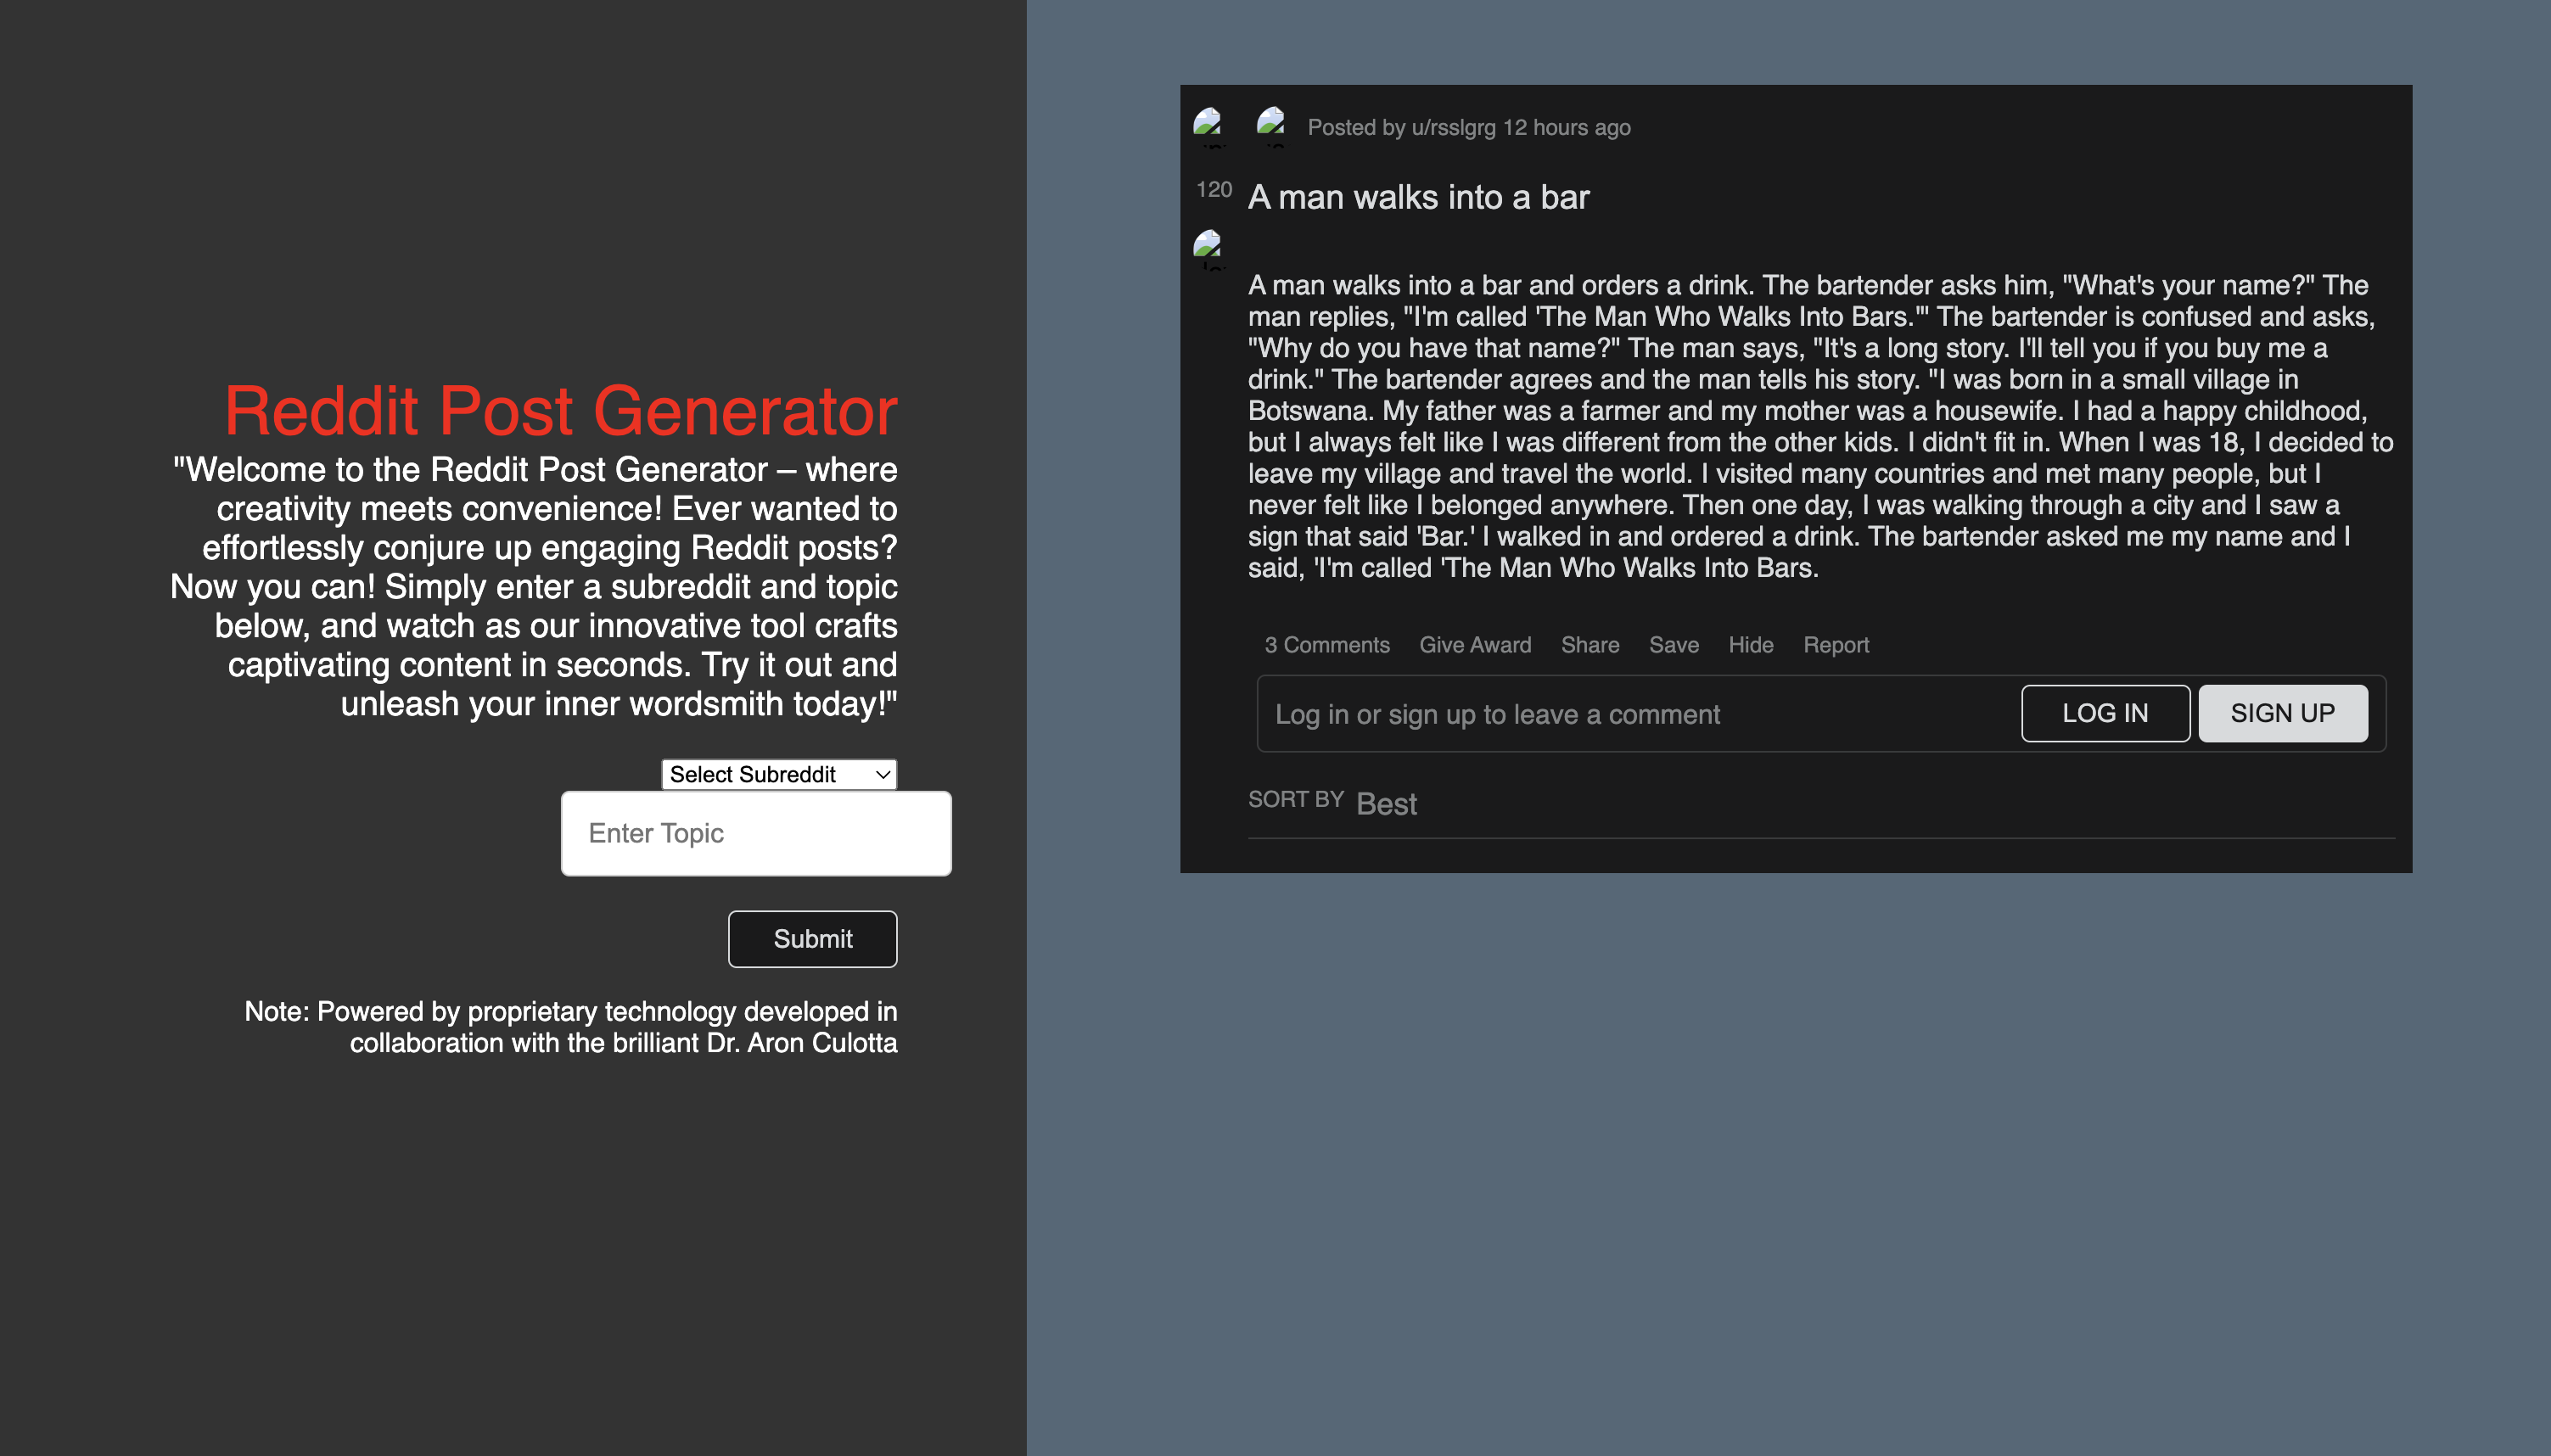 Reddit Post Generator
"Welcome to the Reddit Post Generator – where
creativity meets convenience! Ever wanted to
effortlessly conjure up engaging Reddit posts?
Now you can! Simply enter a subreddit and topic
below, and watch as our innovative tool crafts
captivating content in seconds. Try it out and
unleash your inner wordsmith today!"
Select Subreddit
Enter Topic
Submit
Note: Powered by proprietary technology developed in
collaboration with the brilliant Dr. Aron Culotta
Posted by u/rsslgrg 12 hours ago
120
A man walks into a bar
A man walks into a bar and orders a drink. The bartender asks him, "What's your name?" The
man replies, "I'm called 'The Man Who Walks Into Bars.'" The bartender is confused and asks,
"Why do you have that name?" The man says, "It's a long story. I'll tell you if you buy me a
drink." The bartender agrees and the man tells his story. "I was born in a small village in
Botswana. My father was a farmer and my mother was a housewife. I had a happy childhood,
but I always felt like I was different from the other kids. I didn't fit in. When I was 18, I decided to
leave my village and travel the world. I visited many countries and met many people, but I
never felt like I belonged anywhere. Then one day, I was walking through a city and I saw a
sign that said 'Bar.' I walked in and ordered a drink. The bartender asked me my name and I
said, 'I'm called 'The Man Who Walks Into Bars.
3 Comments Give Award Share Save Hide Report
Log in or sign up to leave a comment
LOG IN
SIGN UP
SORT BY Best